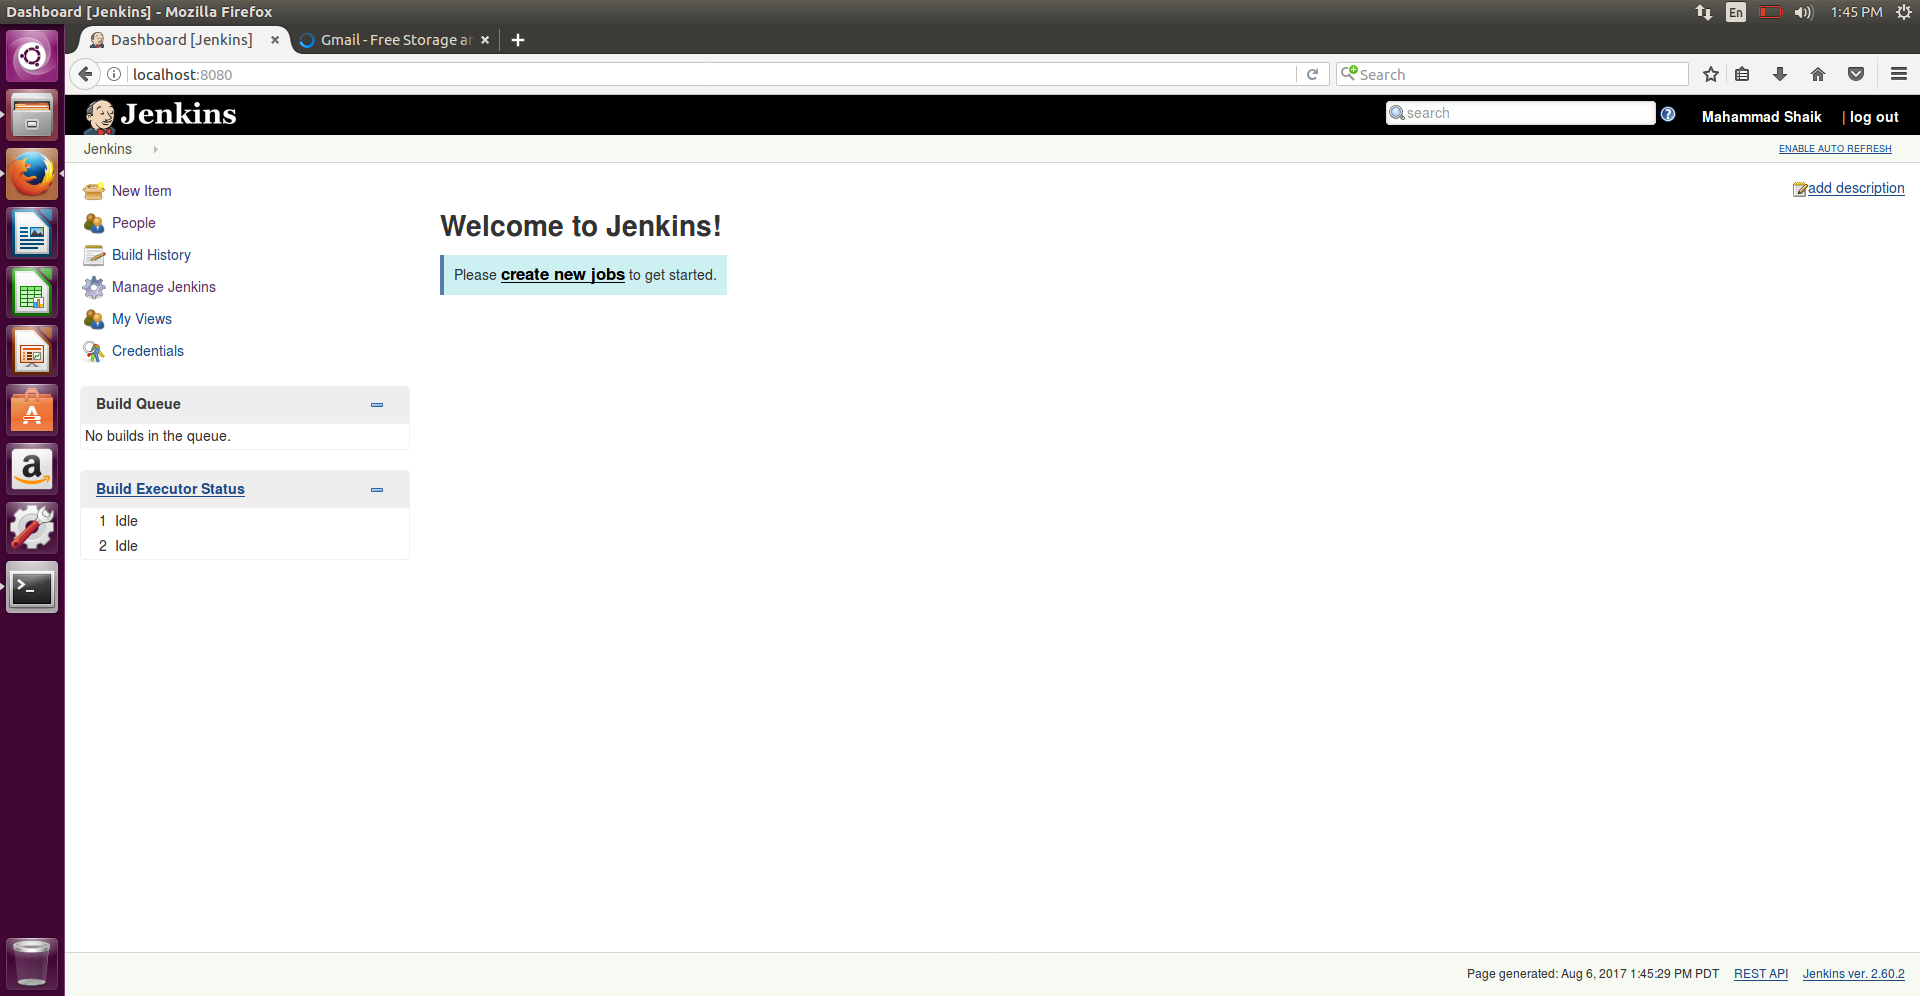 Dashboard [Jenkins] - Mozilla Firefox
En
1:45 PM
Dashboard [Jenkins]
Gmail - Free Storage an
localhost:8080
Search
Jenkins
search
Mahammad Shaik
| log out
Jenkins
ENABLE AUTO REFRESH
New Item
People
Build History
Manage Jenkins
My Views
Credentials
add description
Welcome to Jenkins!
Please create new jobs to get started.
Build Queue
No builds in the queue.
Build Executor Status
1 Idle
2 Idle
Page generated: Aug 6, 2017 1:45:29 PM PDT
REST API
Jenkins ver. 2.60.2